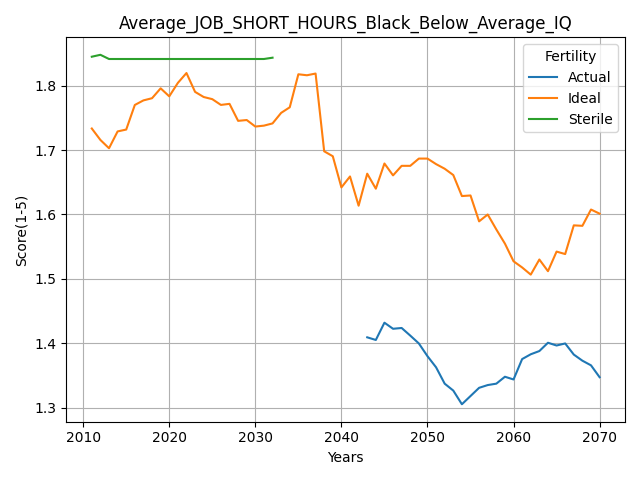 Average_JOB_SHORT_HOURS_Black_Below_Average_IQ
Fertility
Actual
Ideal
Sterile
Score(1-5)
1.8
1.7
1.6
1.5
1.4
1.3
2010 2020 2030 2040 2050 2060 2070
Years